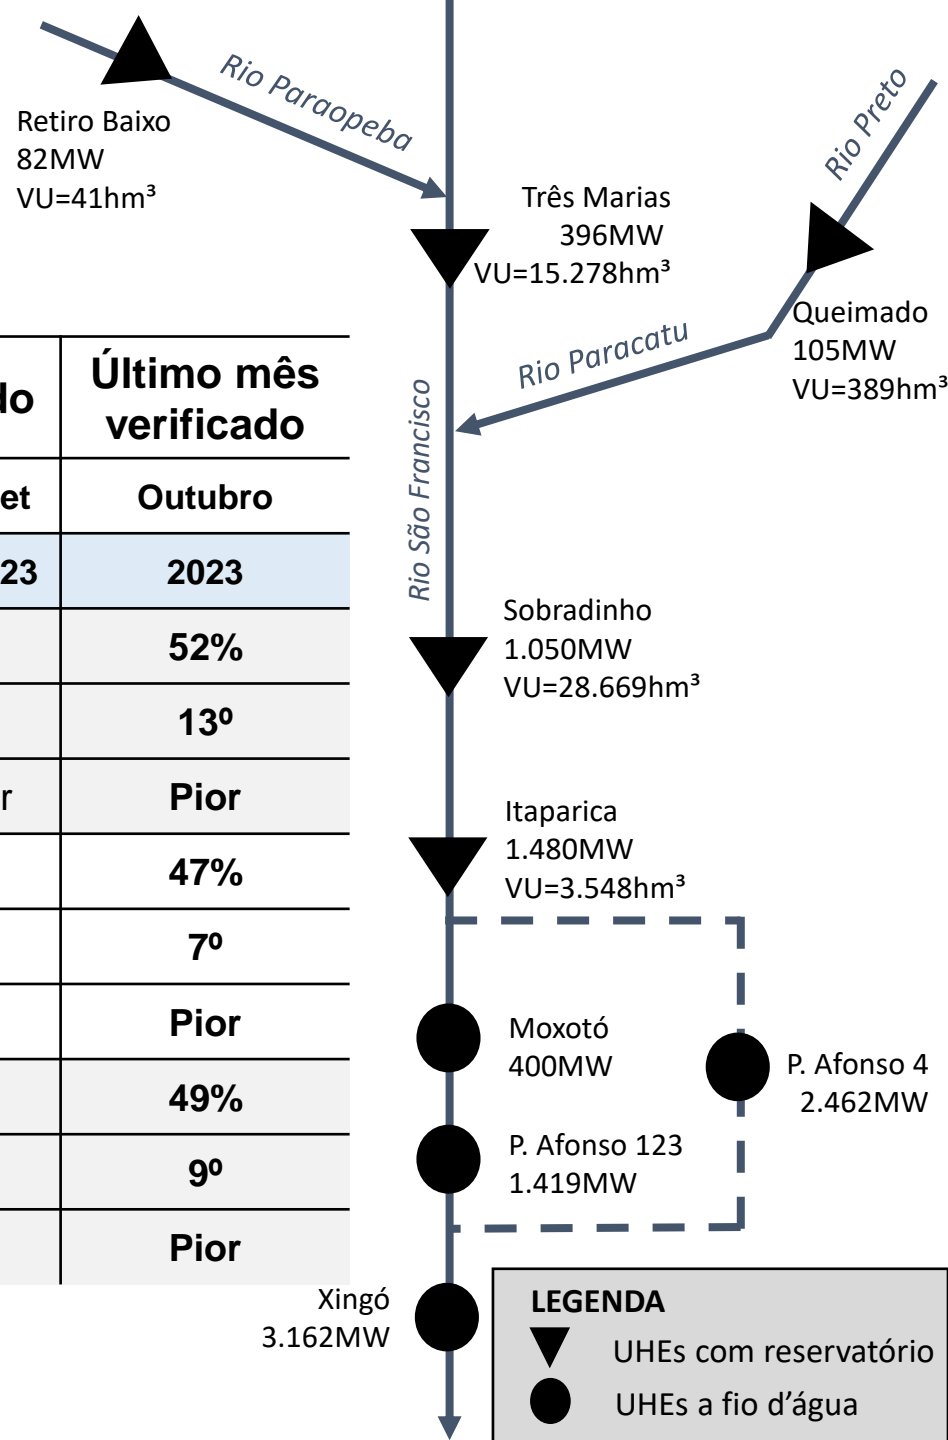 Rio Paraopeba
Rio Preto
Retiro Baixo
82MW
VU=41hm³
Três Marias
396MW
VU=15.278hm³
Queimado
105MW
VU=389hm³
Rio Paracatu
Rio São Francisco
Último mês
verificado
et
Outubro
23
2023
52%
13º
r
Pior
47%
7º
Pior
49%
9º
Pior
Sobradinho
1.050MW
VU=28.669hm³
Itaparica
1.480MW
VU=3.548hm³
Moxotó
400MW
P. Afonso 4
2.462MW
P. Afonso 123
1.419MW
Xingó
3.162MW
LEGENDA
UHEs com reservatório
UHEs a fio d'água